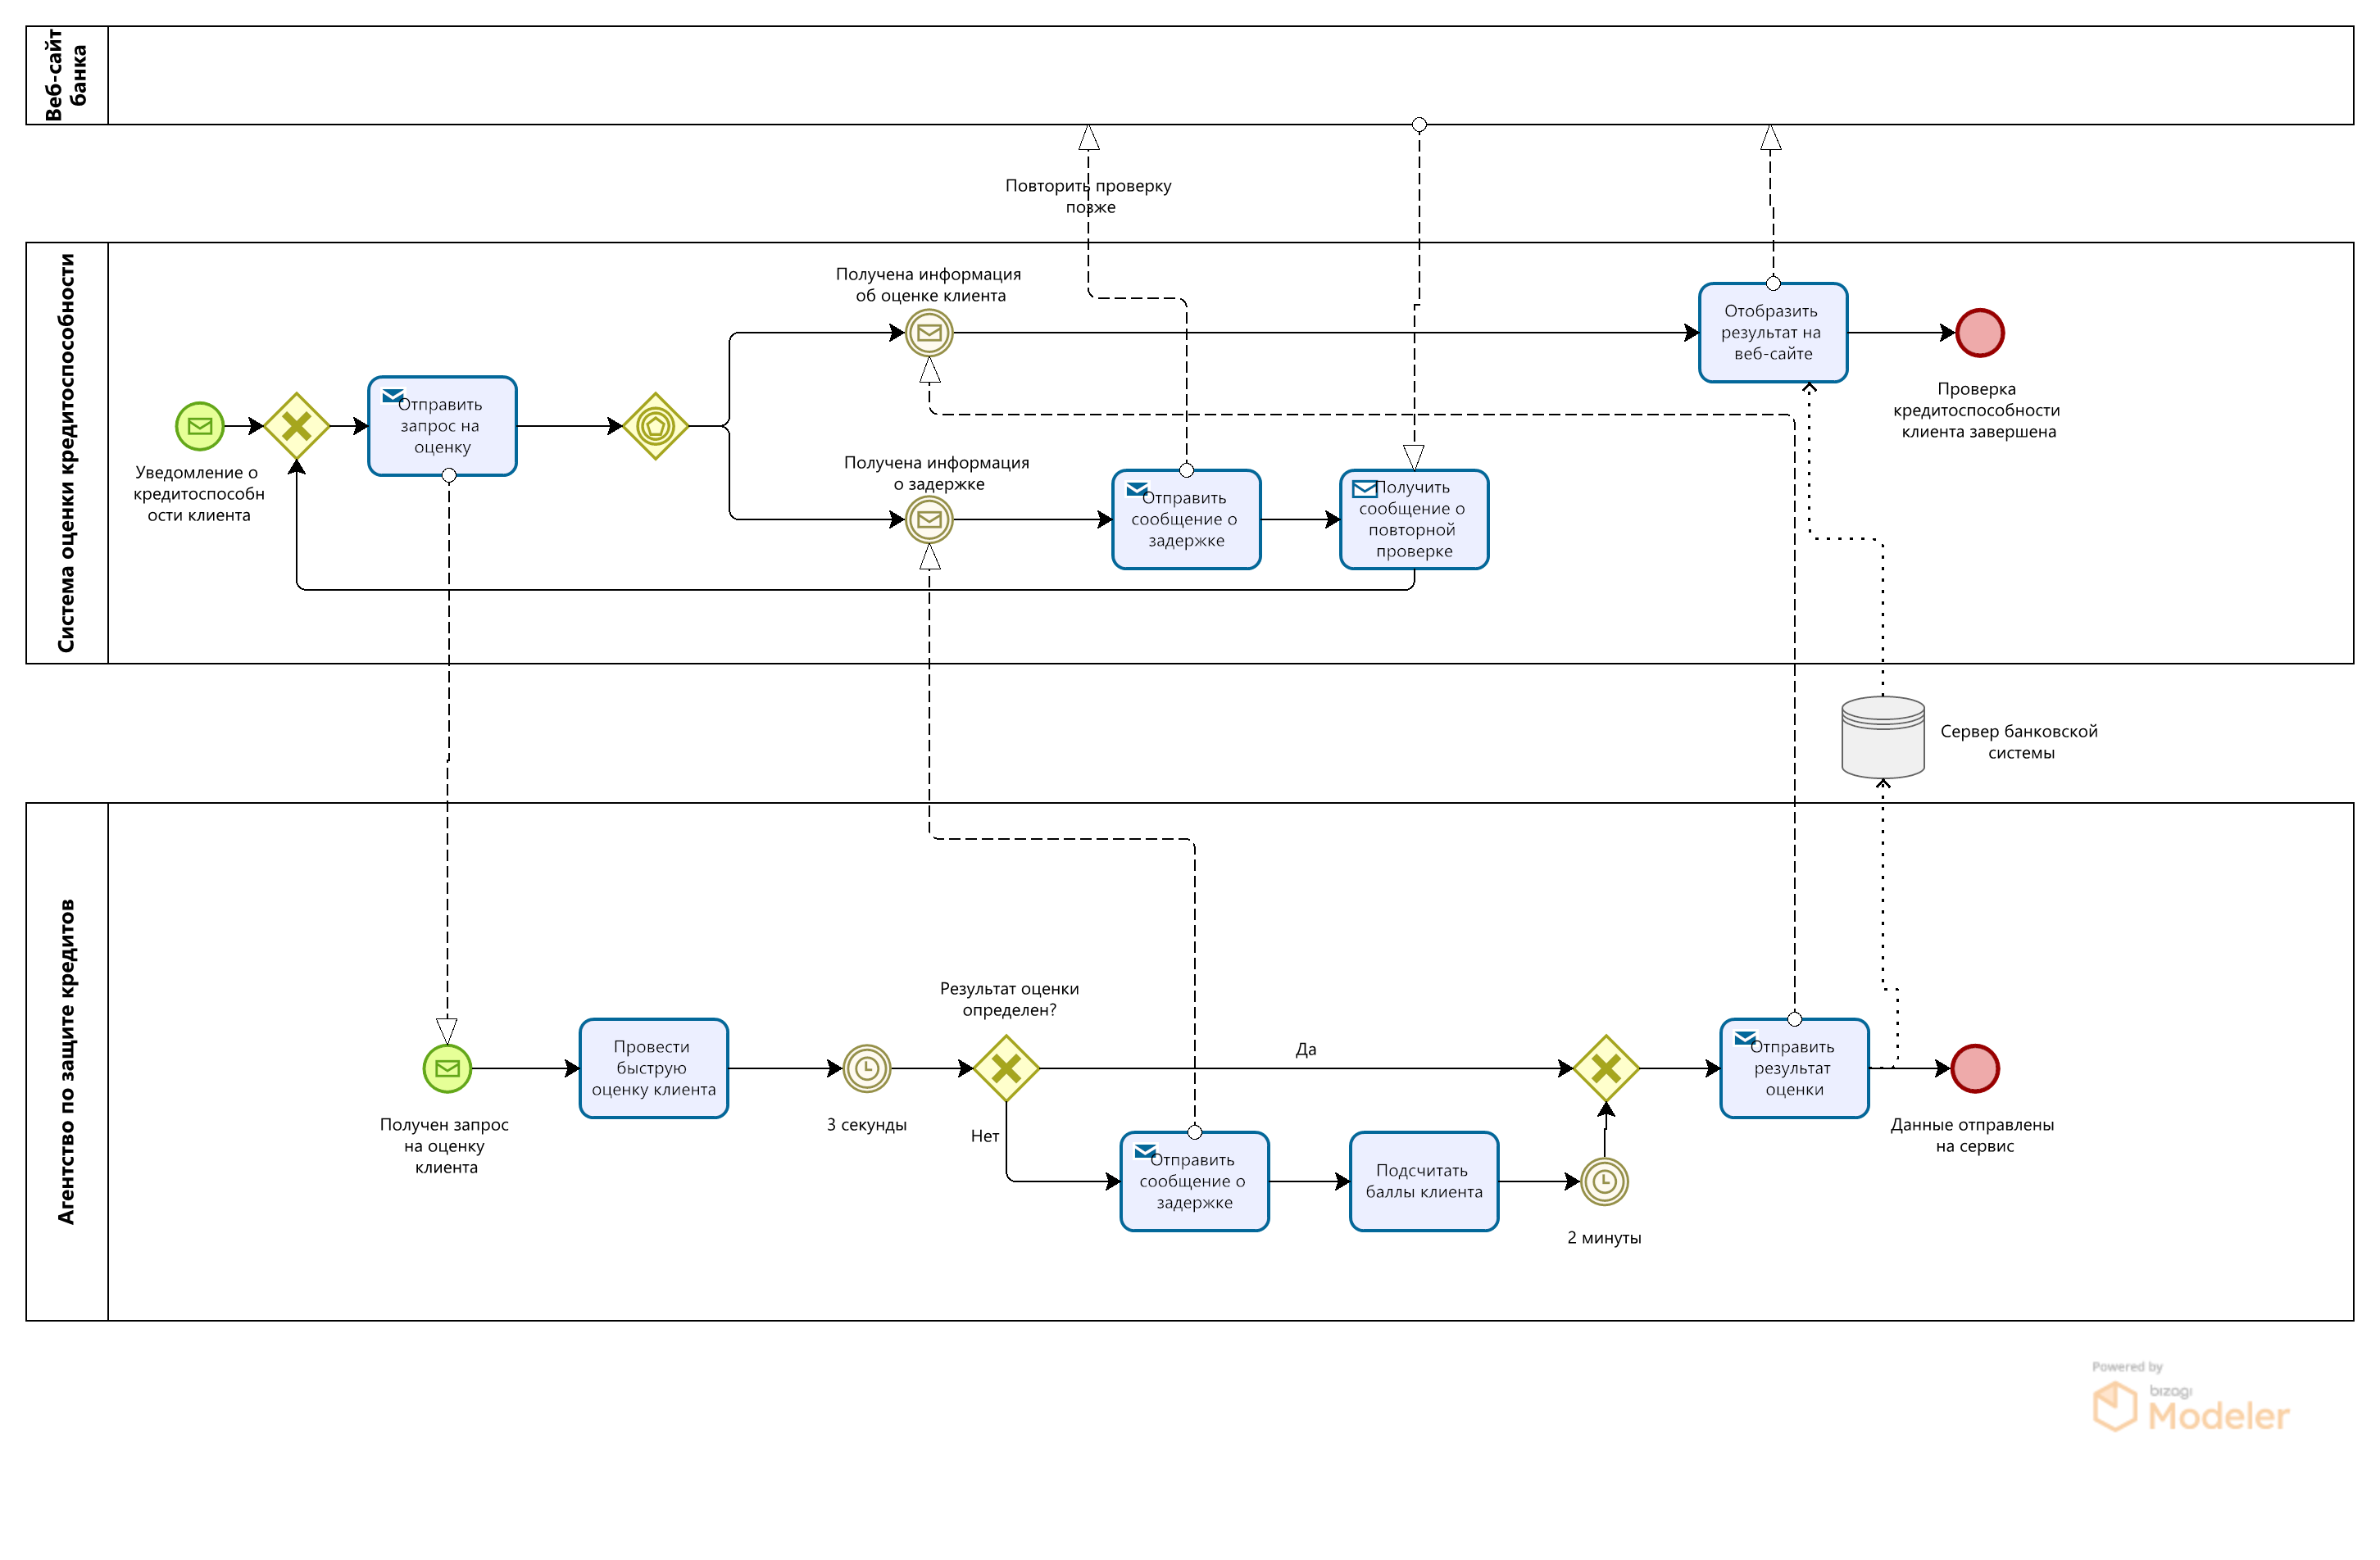 Веб-сайт
банка
Повторить проверку
позже
Система оценки кредитоспособности
Получена информация
об оценке клиента
Отобразить
результат на
веб-сайте
Проверка
кредитоспособности
клиента завершена
Отправить
запрос на
оценку
Уведомление о
кредитоспособн
ости клиента
Получена информация
о задержке
Отправить
сообщение о
задержке
Получить
сообщение о
повторной
проверке
Сервер банковской
системы
Агентство по защите кредитов
Результат оценки
определен?
Провести
быструю
оценку клиента
Да
Отправить
результат
оценки
Получен запрос
на оценку
клиента
3 секунды
Нет
Отправить
сообщение о
задержке
Подсчитать
баллы клиента
2 минуты
Данные отправлены
на сервис
Powered by
bizagi
Modeler